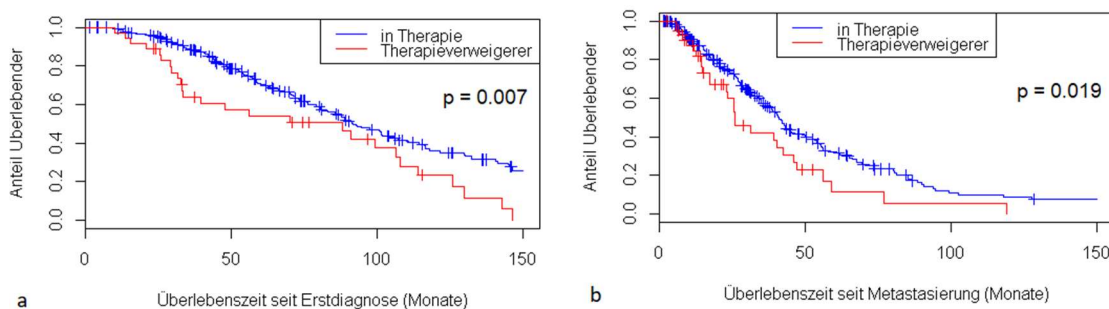 in Therapie
Therapieverweigerer
p = 0.007
Anteil Überlebender
1.0
0.8
0.6
0.4
0.2
0.0
0
50
100
150
a
Überlebenszeit seit Erstdiagnose (Monate)
in Therapie
Therapieverweigerer
p = 0.019
Anteil Überlebender
1.0
0.8
0.6
0.4
0.2
0.0
0
50
100
150
b
Überlebenszeit seit Metastasierung (Monate)